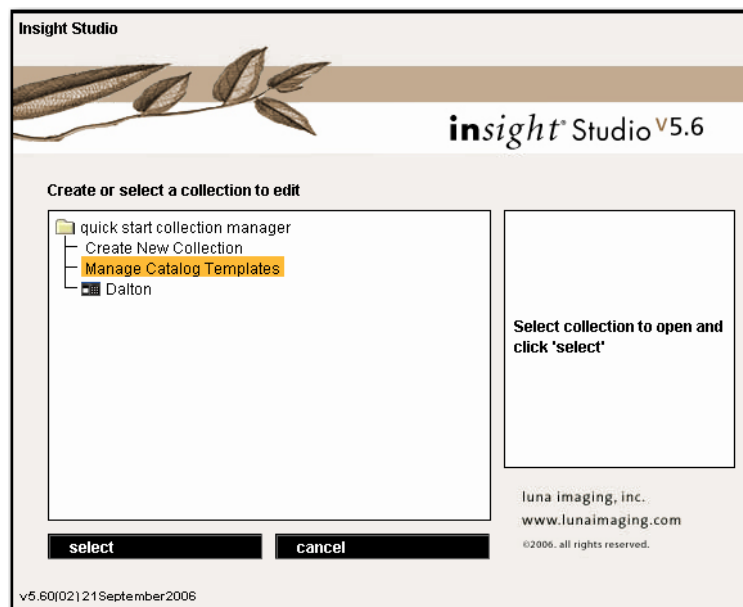 Insight Studio
insight® Studio v5.6
Create or select a collection to edit
quick start collection manager
Create New Collection
Manage Catalog Templates
Dalton
Select collection to open and
click 'select'
select
cancel
luna imaging, inc.
www.lunaimaging.com
©2006. all rights reserved.
v5.60(02) 21September2006